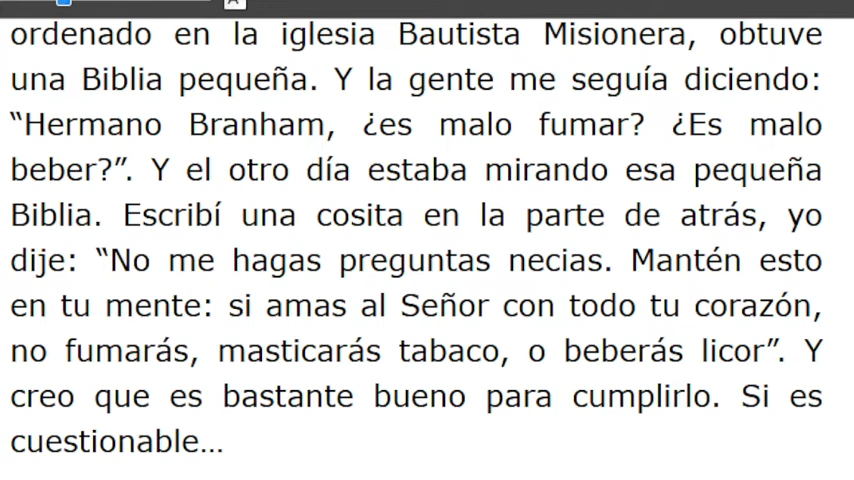 ordenado en la iglesia Bautista Misionera, obtuve
una Biblia pequeña. Y la gente me seguía diciendo:
“Hermano Branham, ¿es malo fumar? ¿Es malo
beber?”. Y el otro día estaba mirando esa pequeña
Biblia. Escribí una cosita en la parte de atrás, yo
dije: “No me hagas preguntas necias. Mantén esto
en tu mente: si amas al Señor con todo tu corazón,
no fumarás, masticarás tabaco, o beberás licor”. Y
creo que es bastante bueno para cumplirlo. Si es
cuestionable…